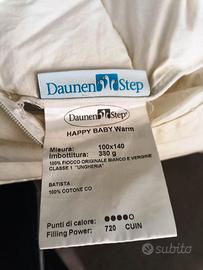 Daunen Step
Daunen Step®
HAPPY BABY Warm
Misura: 100x140
Imbottitura: 350 g
100% FIOCCO ORIGINALE BIANCO E VERGINE
CLASSE 1 "UNGHERIA"
BATISTA
100% COTONE CO
Punti di calore:
Filling Power: 720 CUIN
subito